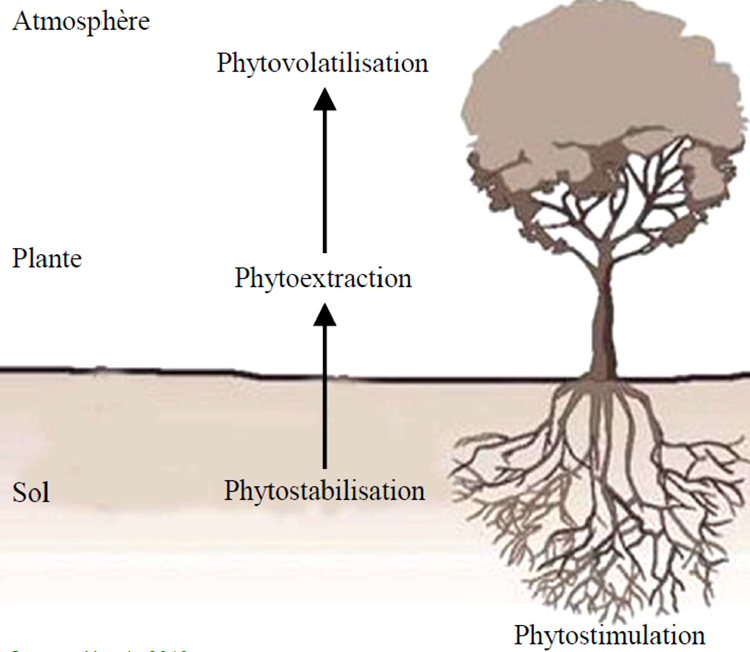 Atmosphère
Phytovolatilisation
Plante
Phytoextraction
Sol
Phytostabilisation
Phytostimulation